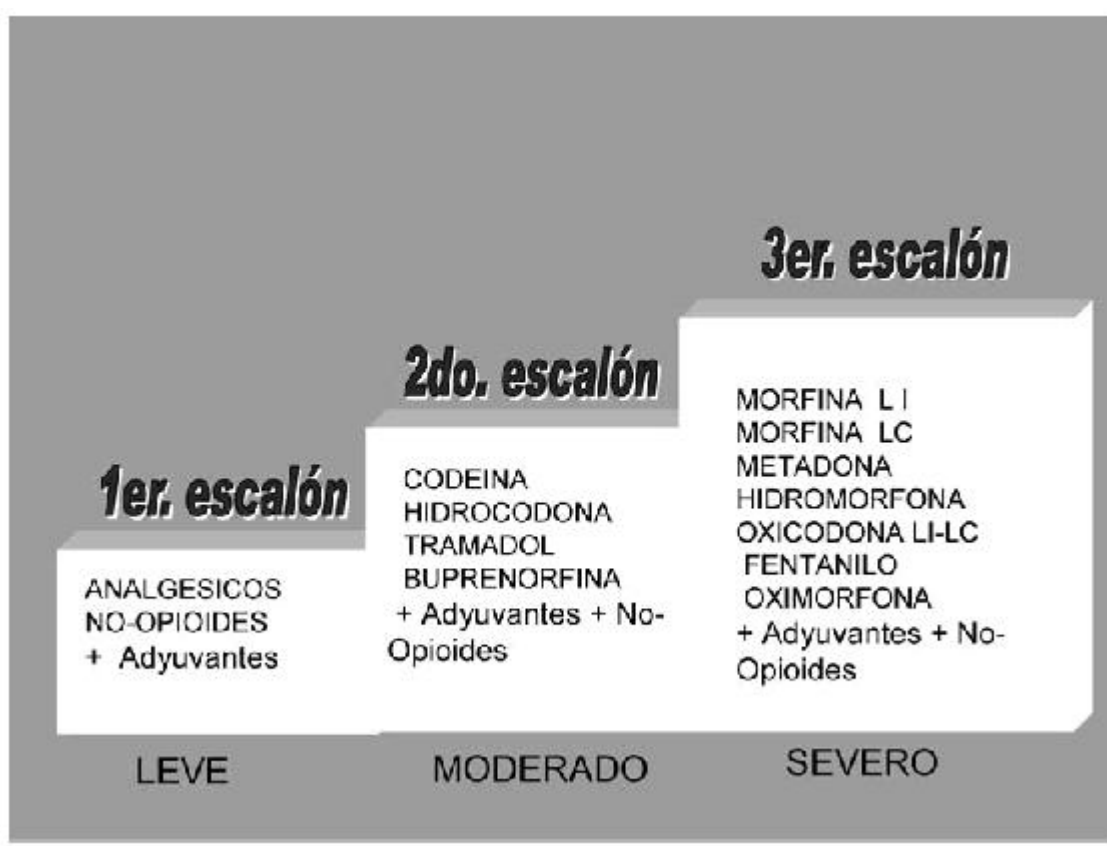 1er. escalón
ANALGESICOS
NO-OPIOIDES
+ Adyuvantes
LEVE
2do. escalón
CODEINA
HIDROCODONA
TRAMADOL
BUPRENORFINA
+ Adyuvantes + No-
Opioides
MODERADO
3er. escalón
MORFINA L I
MORFINA LC
METADONA
HIDROMORFONA
OXICODONA LI-LC
FENTANILO
OXIMORFONA
+ Adyuvantes + No-
Opioides
SEVERO